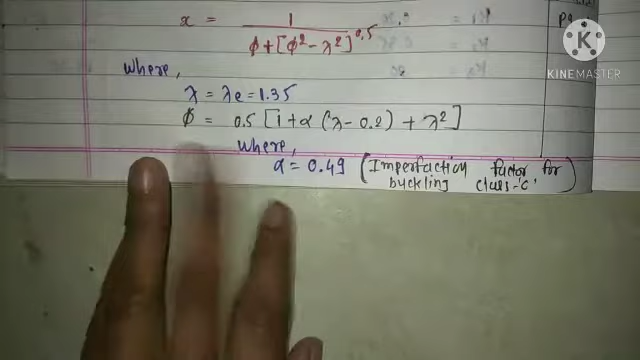 x = 1 / ϕ + [ϕ² - λ²]^0.5
where,
λ = λe = 1.35
ϕ = 0.5 [1 + α (λ - 0.2) + λ²]
where,
α = 0.49 (Imperfaction factor for buckling class-'c')
KINEMASTER